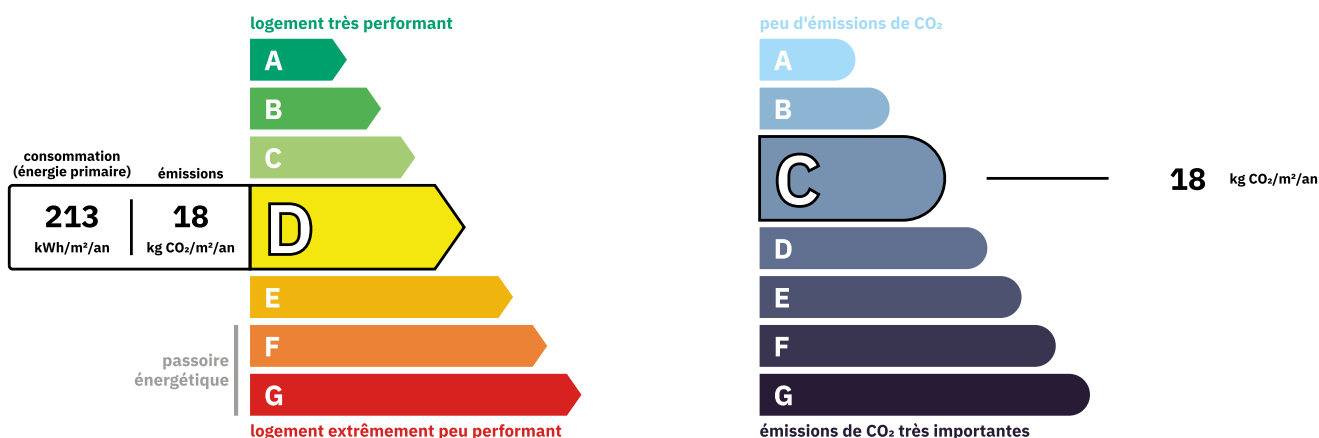 logement très performant
A
B
C
consommation
(énergie primaire)
émissions
213
kWh/m²/an
18
kg CO₂/m²/an
D
E
F
G
passoire
énergétique
logement extrêmement peu performant
peu d'émissions de CO₂
A
B
C
18 kg CO₂/m²/an
D
E
F
G
émissions de CO₂ très importantes